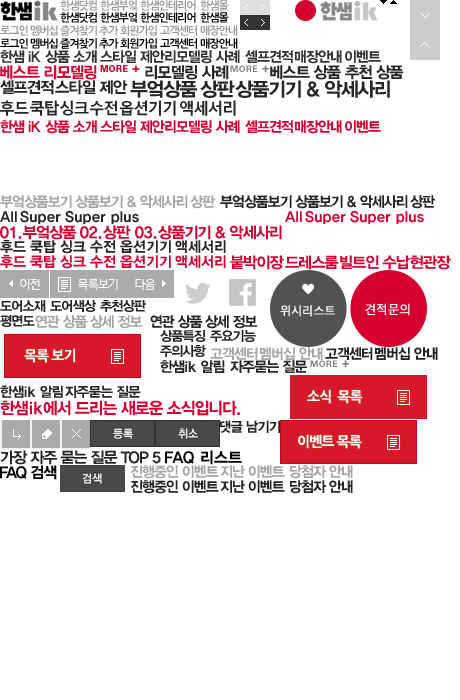 한샘ik 한샘닷컴 한샘부엌 한샘인테리어 한샘몰 한샘ik
한샘닷컴 한샘부엌 한샘인테리어 한샘몰
로그인 멤버십 즐겨찾기 추가 회원가입 고객센터 매장안내
로그인 멤버십 즐겨찾기 추가 회원가입 고객센터 매장안내
한샘 iK 상품 소개 스타일 제안 리모델링 사례 셀프견적 매장안내 이벤트
베스트 리모델링 MORE + 리모델링 사례 MORE + 베스트 상품 추천 상품
셀프견적 스타일 제안 부엌상품 상판 상품기기 & 악세사리
후드 쿡탑 싱크 수전 옵션기기 액세서리
한샘 iK 상품 소개 스타일 제안 리모델링 사례 셀프견적 매장안내 이벤트
부엌상품보기 상품보기 & 악세사리 상판 부엌상품보기 상품보기 & 악세사리 상판
All Super Super plus All Super Super plus
01.부엌상품 02.상판 03.상품기기 & 악세사리
후드 쿡탑 싱크 수전 옵션기기 액세서리
후드 쿡탑 싱크 수전 옵션기기 액세서리 붙박이장 드레스룸 빌트인 수납 현관장
이전 목록보기 다음
위시리스트 견적문의
도어소재 도어색상 추천상판
평면도 연관 상품 상세 정보 연관 상품 상세 정보
상품특징 주요기능
주의사항 고객센터 멤버십 안내 고객센터 멤버십 안내
목록 보기
한샘ik 알림 자주묻는 질문 MORE +
한샘ik 알림 자주묻는 질문
소식 목록
한샘ik에서 드리는 새로운 소식입니다.
등록 취소 댓글 남기기
이벤트 목록
가장 자주 묻는 질문 TOP 5 FAQ 리스트
FAQ 검색 검색 진행중인 이벤트 지난 이벤트 당첨자 안내
진행중인 이벤트 지난 이벤트 당첨자 안내